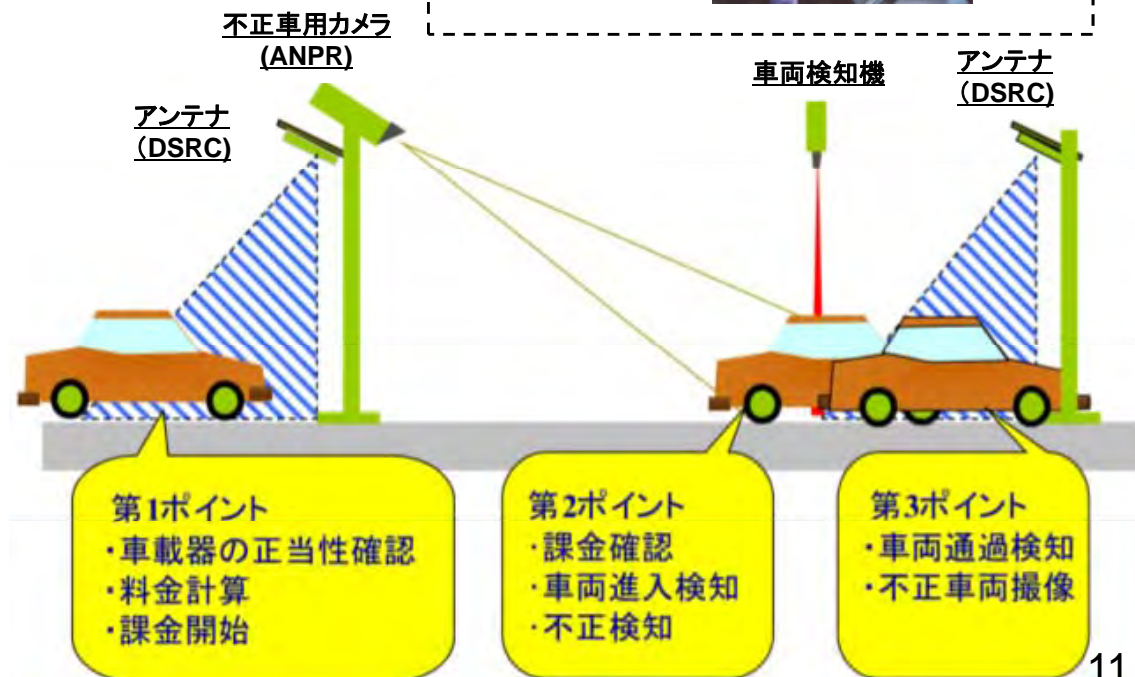 不正車用カメラ
(ANPR)
アンテナ
（DSRC)
車両検知機
アンテナ
（DSRC)
第1ポイント
・車載器の正当性確認
・料金計算
・課金開始
第2ポイント
・課金確認
・車両進入検知
・不正検知
第3ポイント
・車両通過検知
・不正車両撮像
11